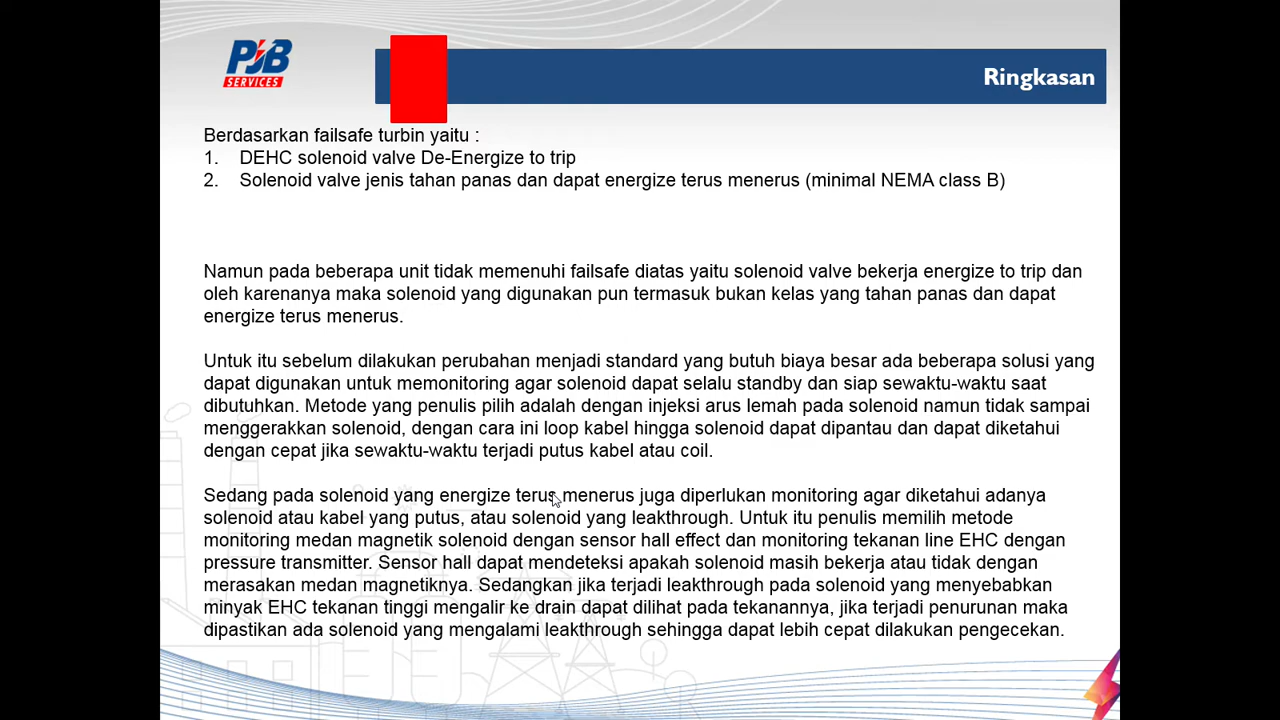 PJB
SERVICES
Ringkasan
Berdasarkan failsafe turbin yaitu :
1. DEHC solenoid valve De-Energize to trip
2. Solenoid valve jenis tahan panas dan dapat energize terus menerus (minimal NEMA class B)
Namun pada beberapa unit tidak memenuhi failsafe diatas yaitu solenoid valve bekerja energize to trip dan
oleh karenanya maka solenoid yang digunakan pun termasuk bukan kelas yang tahan panas dan dapat
energize terus menerus.
Untuk itu sebelum dilakukan perubahan menjadi standard yang butuh biaya besar ada beberapa solusi yang
dapat digunakan untuk memonitoring agar solenoid dapat selalu standby dan siap sewaktu-waktu saat
dibutuhkan. Metode yang penulis pilih adalah dengan injeksi arus lemah pada solenoid namun tidak sampai
menggerakkan solenoid, dengan cara ini loop kabel hingga solenoid dapat dipantau dan dapat diketahui
dengan cepat jika sewaktu-waktu terjadi putus kabel atau coil.
Sedang pada solenoid yang energize terus menerus juga diperlukan monitoring agar diketahui adanya
solenoid atau kabel yang putus, atau solenoid yang leakthrough. Untuk itu penulis memilih metode
monitoring medan magnetik solenoid dengan sensor hall effect dan monitoring tekanan line EHC dengan
pressure transmitter. Sensor hall dapat mendeteksi apakah solenoid masih bekerja atau tidak dengan
merasakan medan magnetiknya. Sedangkan jika terjadi leakthrough pada solenoid yang menyebabkan
minyak EHC tekanan tinggi mengalir ke drain dapat dilihat pada tekanannya, jika terjadi penurunan maka
dipastikan ada solenoid yang mengalami leakthrough sehingga dapat lebih cepat dilakukan pengecekan.